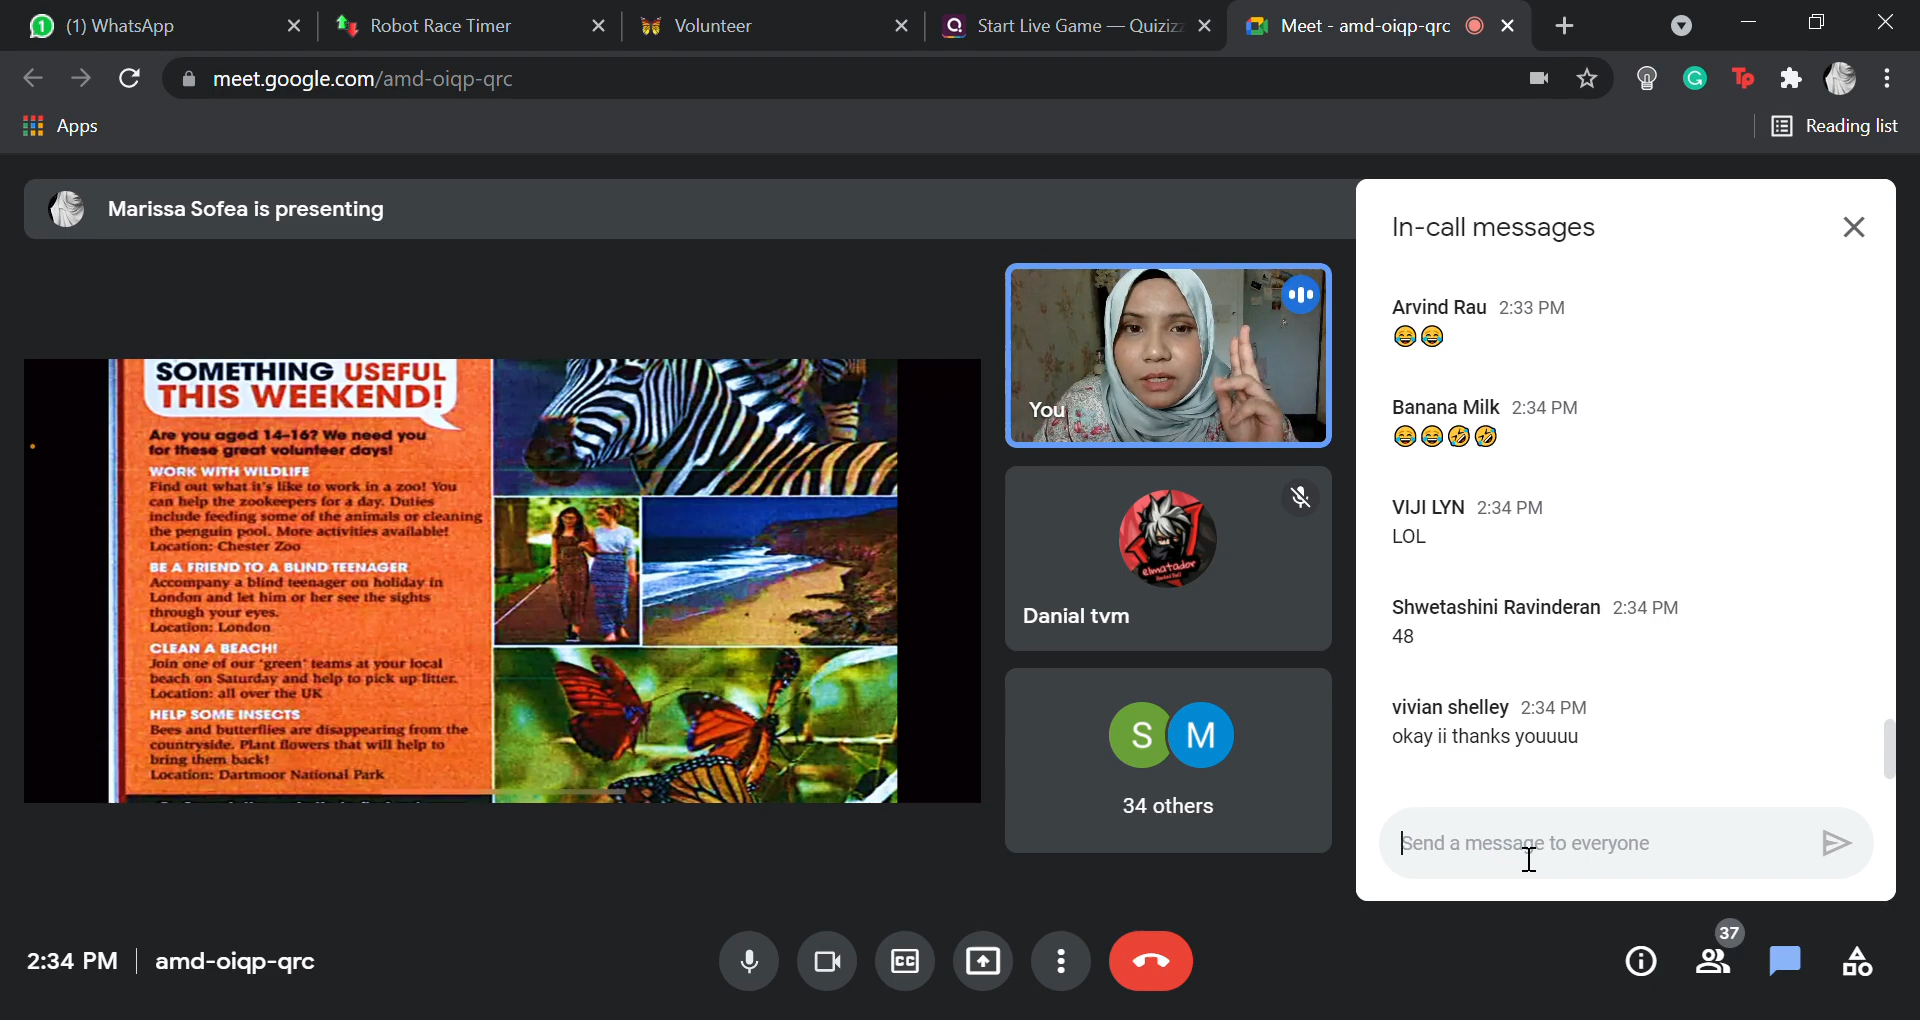 (1) WhatsApp
Robot Race Timer
Volunteer
Start Live Game — Quizizz
Meet - amd-oiqp-qrc
meet.google.com/amd-oiqp-qrc
Tp
Apps
Reading list
Marissa Sofea is presenting
SOMETHING USEFUL
THIS WEEKEND!
Are you aged 14-16? We need you
for these great volunteer days!
WORK WITH WILDLIFE
Find out what it's like to work in a zoo! You
can help the zookeepers for a day. Duties
include feeding some of the animals or cleaning
the penguin pool. More activities available!
Location: Chester Zoo
BE A FRIEND TO A BLIND TEENAGER
Accompany a blind teenager on holiday in
London and let him or her see the sights
through your eyes.
Location: London
CLEAN A BEACH!
Join one of our 'green' teams at your local
beach on Saturday and help to pick up litter.
Location: all over the UK
HELP SOME INSECTS
Bees and butterflies are disappearing from the
countryside. Plant flowers that will help to
bring them back!
Location: Dartmoor National Park
You
elmatador
Danial tvm
S M
34 others
In-call messages
Arvind Rau 2:33 PM
😂😂
Banana Milk 2:34 PM
😂😂🤣🤣
VIJI LYN 2:34 PM
LOL
Shwetashini Ravinderan 2:34 PM
48
vivian shelley 2:34 PM
okay ii thanks youuuu
Send a message to everyone
2:34 PM | amd-oiqp-qrc
CC
37